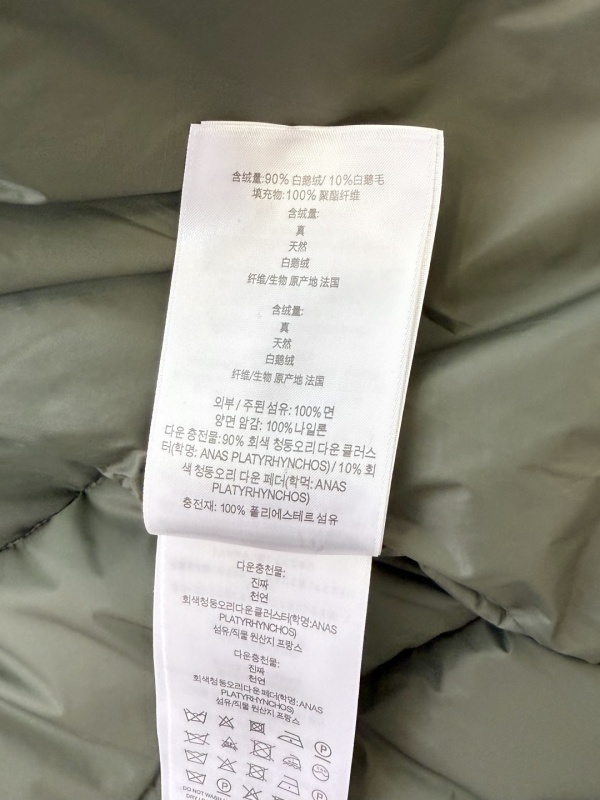 含绒量:90% 白鹅绒/ 10%白鹅毛
填充物:100% 聚酯纤维
含绒量:
真
天然
白鹅绒
纤维/生物 原产地 法国
含绒量:
真
天然
白鹅绒
纤维/生物 原产地 法国
외부 / 주된 섬유: 100% 면
양면 암감: 100% 나일론
다운 충전물: 90% 회색 청둥오리 다운 클러스
터(학명: ANAS PLATYRHYNCHOS) / 10% 회
색 청둥오리 다운 페더(학먹: ANAS
PLATYRHYNCHOS)
충전재: 100% 폴리에스테르 섬유
다운충천물:
진짜
천연
회색청둥오리다운클러스터(학명:ANAS
PLATYRHYNCHOS)
섬유/직물 원산지 프랑스
다운충천물:
진짜
천연
회색청둥오리다운 페더(학명:ANAS
PLATYRHYNCHOS)
섬유/직물 원산지 프랑스
P
DO NOT WASH